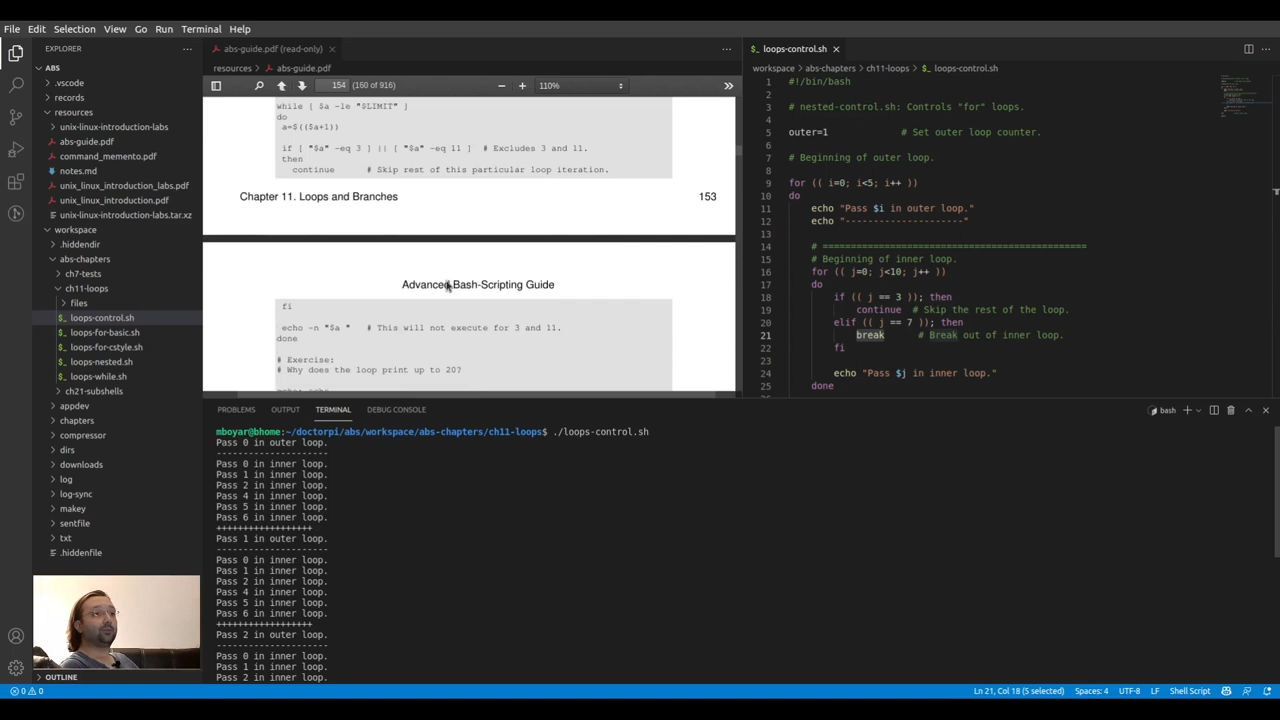 File Edit Selection View Go Run Terminal Help
EXPLORER
ABS
.vscode
records
resources
unix-linux-introduction-labs
abs-guide.pdf
command_memento.pdf
notes.md
unix_linux_introduction_labs.pdf
unix_linux_introduction.pdf
unix-linux-introduction-labs.tar.xz
workspace
.hiddendir
abs-chapters
ch7-tests
ch11-loops
files
loops-control.sh
loops-for-basic.sh
loops-for-cstyle.sh
loops-nested.sh
loops-while.sh
ch21-subshells
appdev
chapters
compressor
dirs
downloads
log
log-sync
makey
sentfile
txt
.hiddenfile
OUTLINE
abs-guide.pdf (read-only)
resources > abs-guide.pdf
154 (160 of 916) 110%
while [ $a -le "$LIMIT" ]
do
a=$(($a+1))
if [ "$a" -eq 3 ] || [ "$a" -eq 11 ] # Excludes 3 and 11.
then
continue # Skip rest of this particular loop iteration.
Chapter 11. Loops and Branches 153
Advanced Bash-Scripting Guide
fi
echo -n "$a " # This will not execute for 3 and 11.
done
# Exercise:
# Why does the loop print up to 20?
loops-control.sh
workspace > abs-chapters > ch11-loops > loops-control.sh
1 #!/bin/bash
2
3 # nested-control.sh: Controls "for" loops.
4
5 outer=1 # Set outer loop counter.
6
7 # Beginning of outer loop.
8
9 for (( i=0; i<5; i++ ))
10 do
11 echo "Pass $i in outer loop."
12 echo "---------------------"
13
14 # ===============================================
15 # Beginning of inner loop.
16 for (( j=0; j<10; j++ ))
17 do
18 if (( j == 3 )); then
19 continue # Skip the rest of the loop.
20 elif (( j == 7 )); then
21 break # Break out of inner loop.
22 fi
23
24 echo "Pass $j in inner loop."
25 done
PROBLEMS OUTPUT TERMINAL DEBUG CONSOLE
bash
mboyar@bhome:~/doctorpi/abs/workspace/abs-chapters/ch11-loops$ ./loops-control.sh
Pass 0 in outer loop.
---------------------
Pass 0 in inner loop.
Pass 1 in inner loop.
Pass 2 in inner loop.
Pass 4 in inner loop.
Pass 5 in inner loop.
Pass 6 in inner loop.
++++++++++++++++++
Pass 1 in outer loop.
---------------------
Pass 0 in inner loop.
Pass 1 in inner loop.
Pass 2 in inner loop.
Pass 4 in inner loop.
Pass 5 in inner loop.
Pass 6 in inner loop.
++++++++++++++++++
Pass 2 in outer loop.
---------------------
Pass 0 in inner loop.
Pass 1 in inner loop.
Pass 2 in inner loop.
0 0
Ln 21, Col 18 (5 selected) Spaces: 4 UTF-8 LF Shell Script